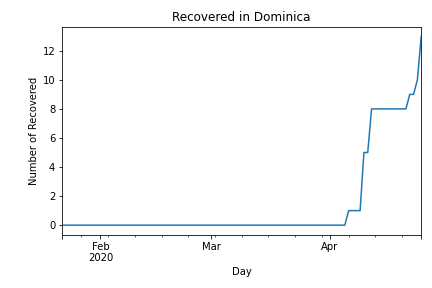 Recovered in Dominica
Number of Recovered
12
10
8
6
4
2
0
Feb
2020
Mar
Apr
Day